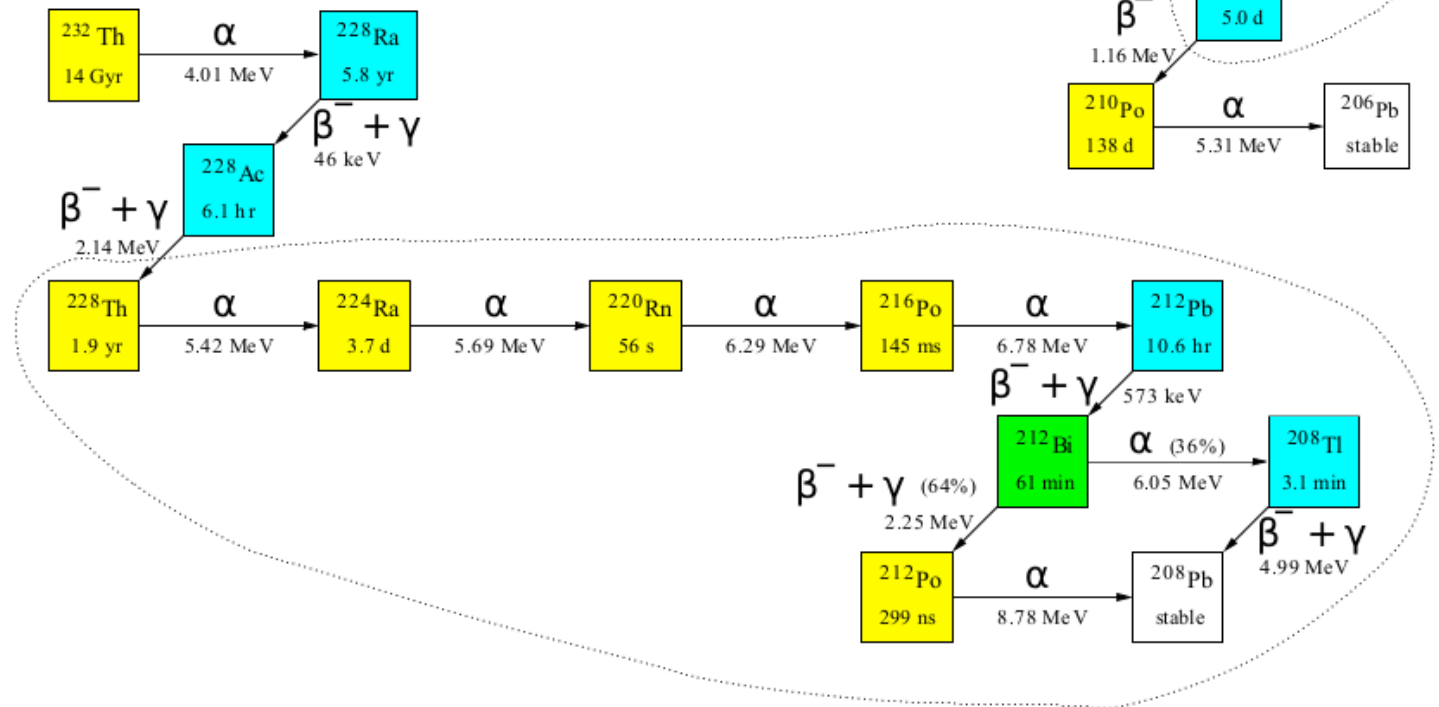 β⁻
5.0 d
1.16 MeV
²³²Th
14 Gyr
α
4.01 MeV
²²⁸Ra
5.8 yr
²¹⁰Po
138 d
α
5.31 MeV
²⁰⁶Pb
stable
β⁻ + γ
46 keV
²²⁸Ac
6.1 hr
β⁻ + γ
2.14 MeV
²²⁸Th
1.9 yr
α
5.42 MeV
²²⁴Ra
3.7 d
α
5.69 MeV
²²⁰Rn
56 s
α
6.29 MeV
²¹⁶Po
145 ms
α
6.78 MeV
²¹²Pb
10.6 hr
β⁻ + γ
573 keV
²¹²Bi
61 min
α (36%)
6.05 MeV
²⁰⁸Tl
3.1 min
β⁻ + γ (64%)
2.25 MeV
β⁻ + γ
4.99 MeV
²¹²Po
299 ns
α
8.78 MeV
²⁰⁸Pb
stable